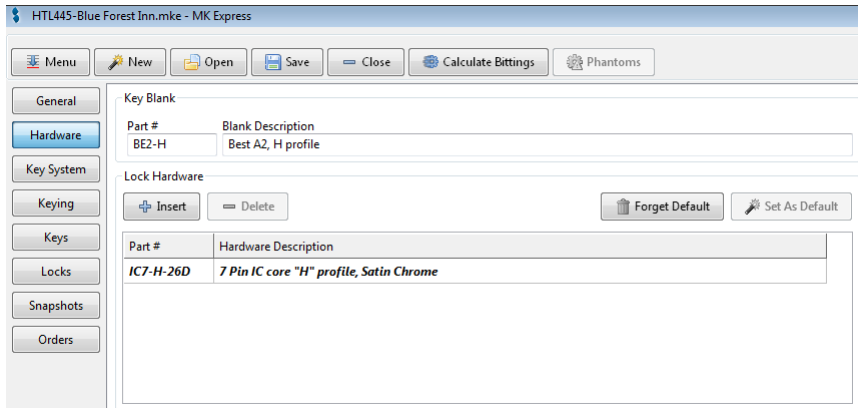 HTL445-Blue Forest Inn.mke - MK Express
Menu New Open Save Close Calculate Bittings Phantoms
General
Hardware
Key System
Keying
Keys
Locks
Snapshots
Orders
Key Blank
Part # Blank Description
BE2-H Best A2, H profile
Lock Hardware
Insert Delete Forget Default Set As Default
Part # Hardware Description
IC7-H-26D 7 Pin IC core "H" profile, Satin Chrome